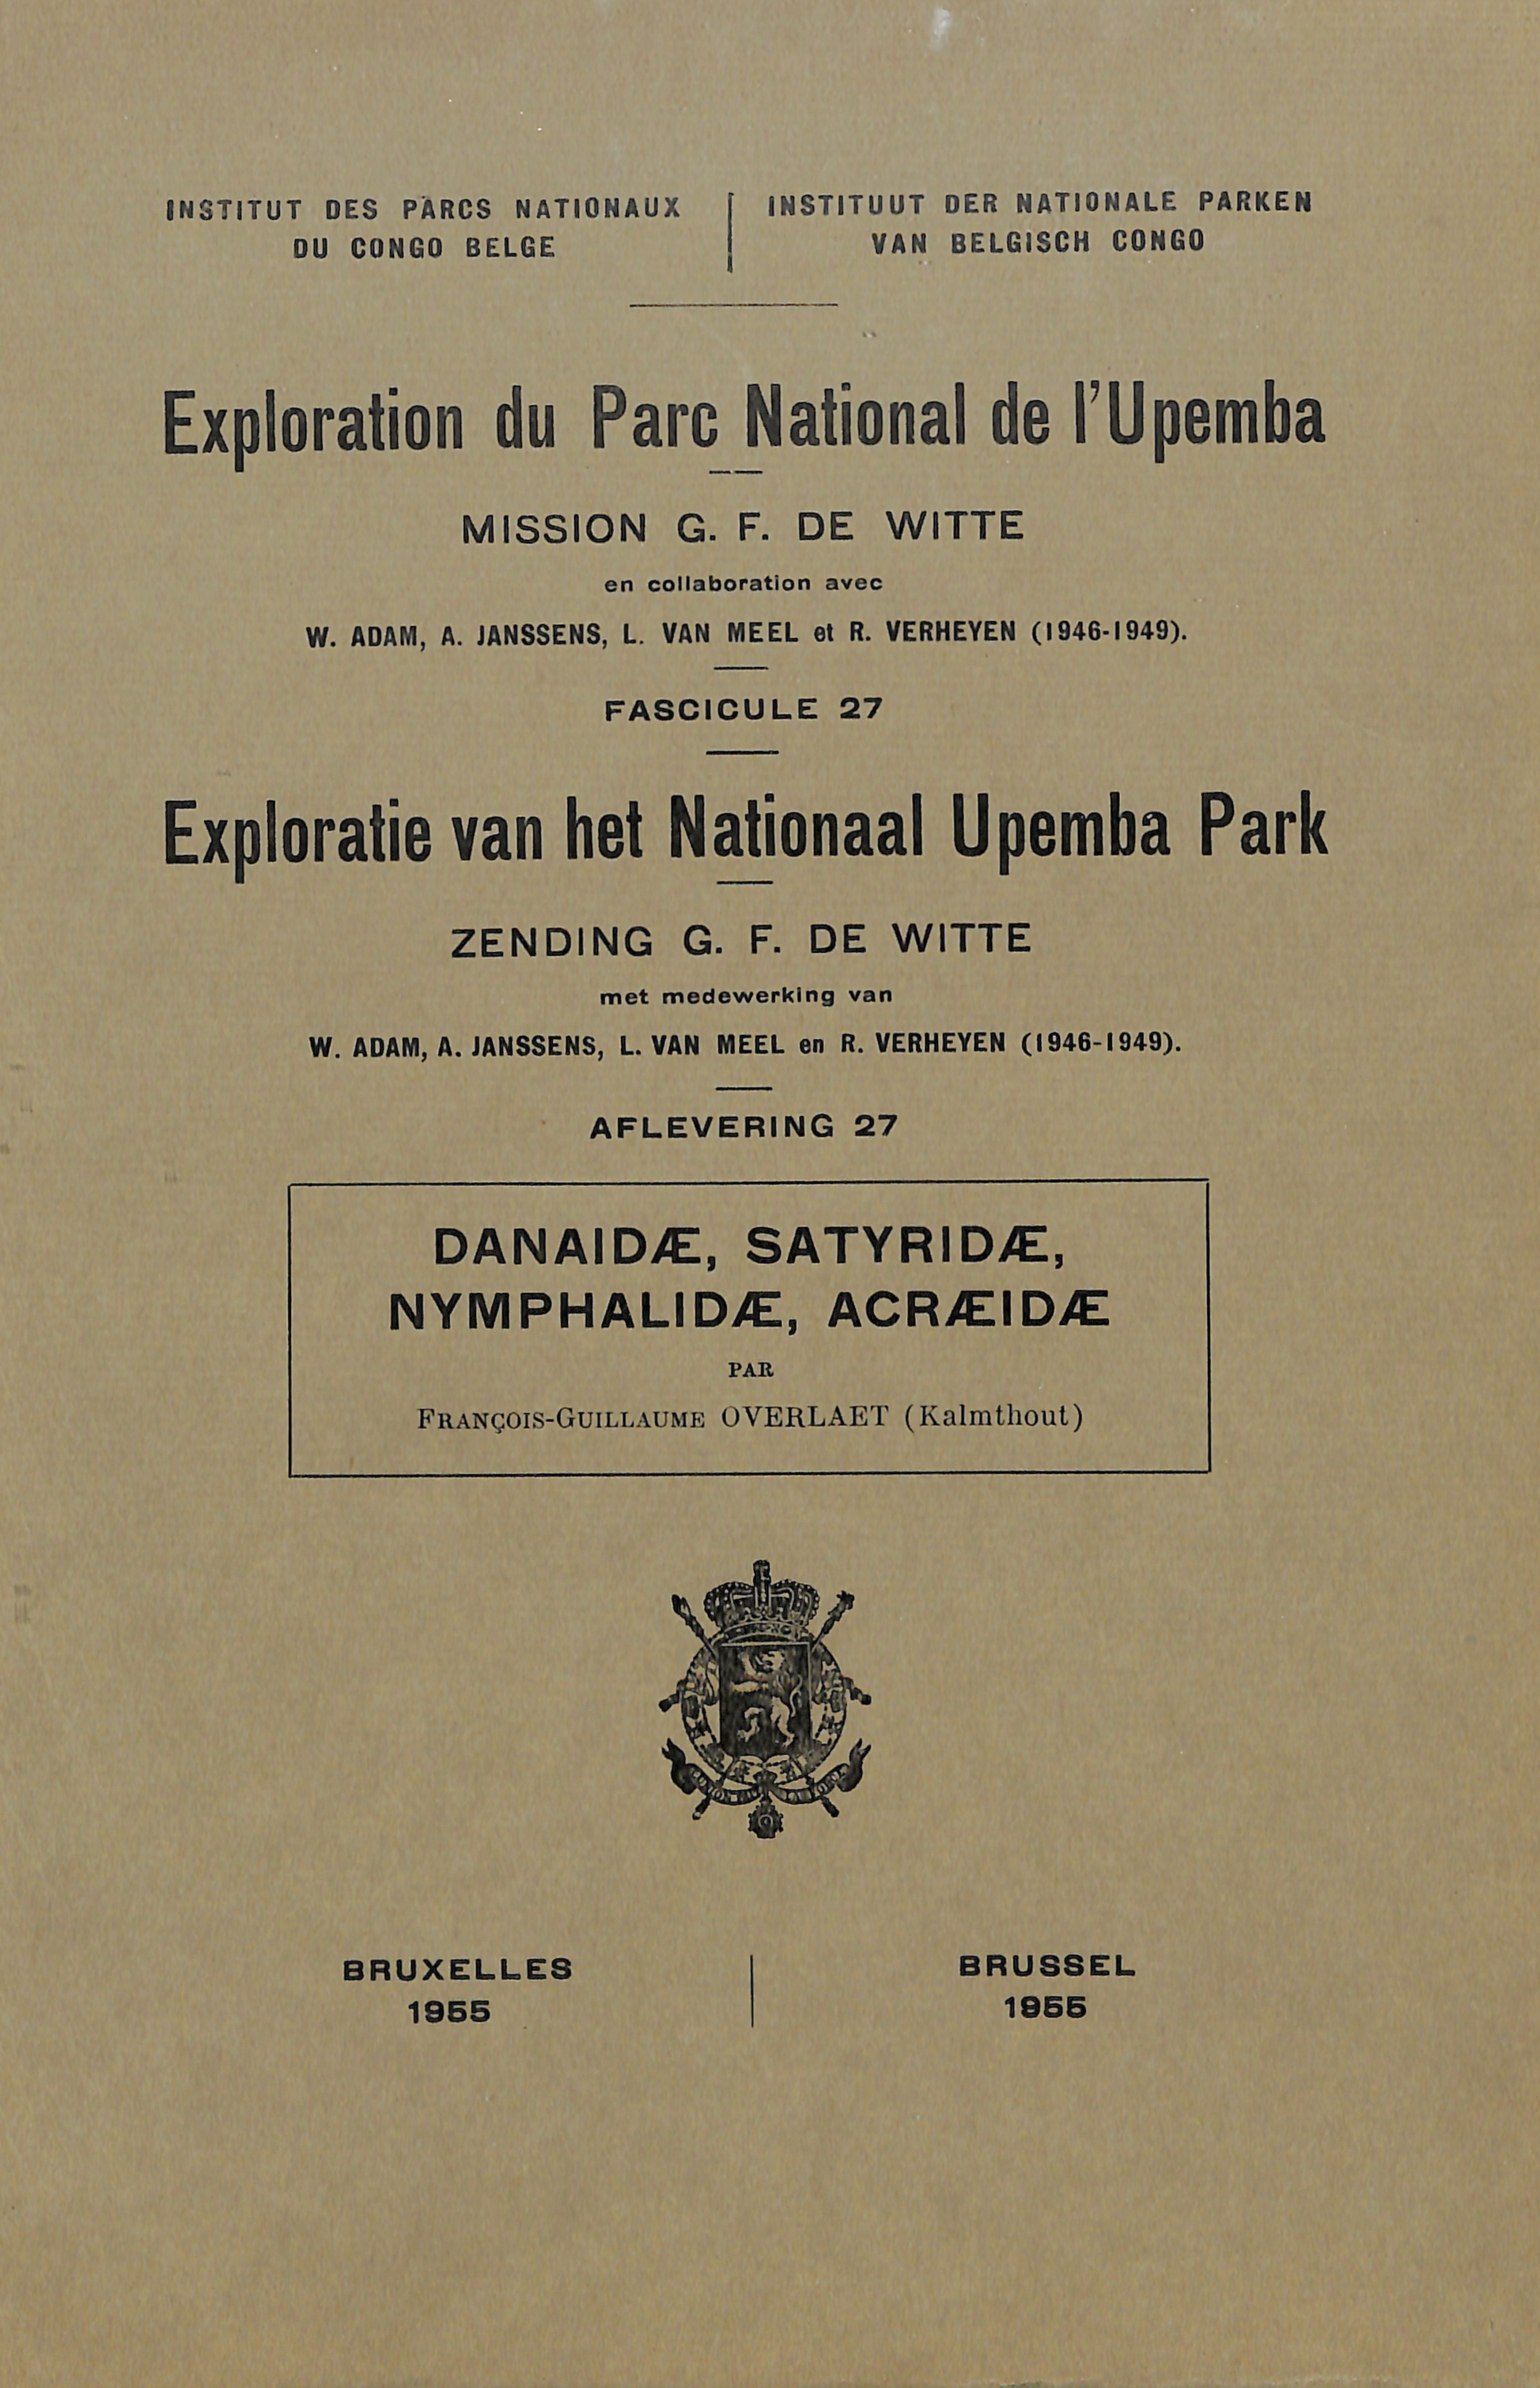 INSTITUT DES PARCS NATIONAUX
DU CONGO BELGE
INSTITUUT DER NATIONALE PARKEN
VAN BELGISCH CONGO
Exploration du Parc National de l'Upemba
MISSION G. F. DE WITTE
en collaboration avec
W. ADAM, A. JANSSENS, L. VAN MEEL et R. VERHEYEN (1946-1949).
FASCICULE 27
Exploratie van het Nationaal Upemba Park
ZENDING G. F. DE WITTE
met medewerking van
W. ADAM, A. JANSSENS, L. VAN MEEL en R. VERHEYEN (1946-1949).
AFLEVERING 27
DANAIDÆ, SATYRIDÆ,
NYMPHALIDÆ, ACRÆIDÆ
PAR
FRANÇOIS-GUILLAUME OVERLAET (Kalmthout)
BRUXELLES
1955
BRUSSEL
1955